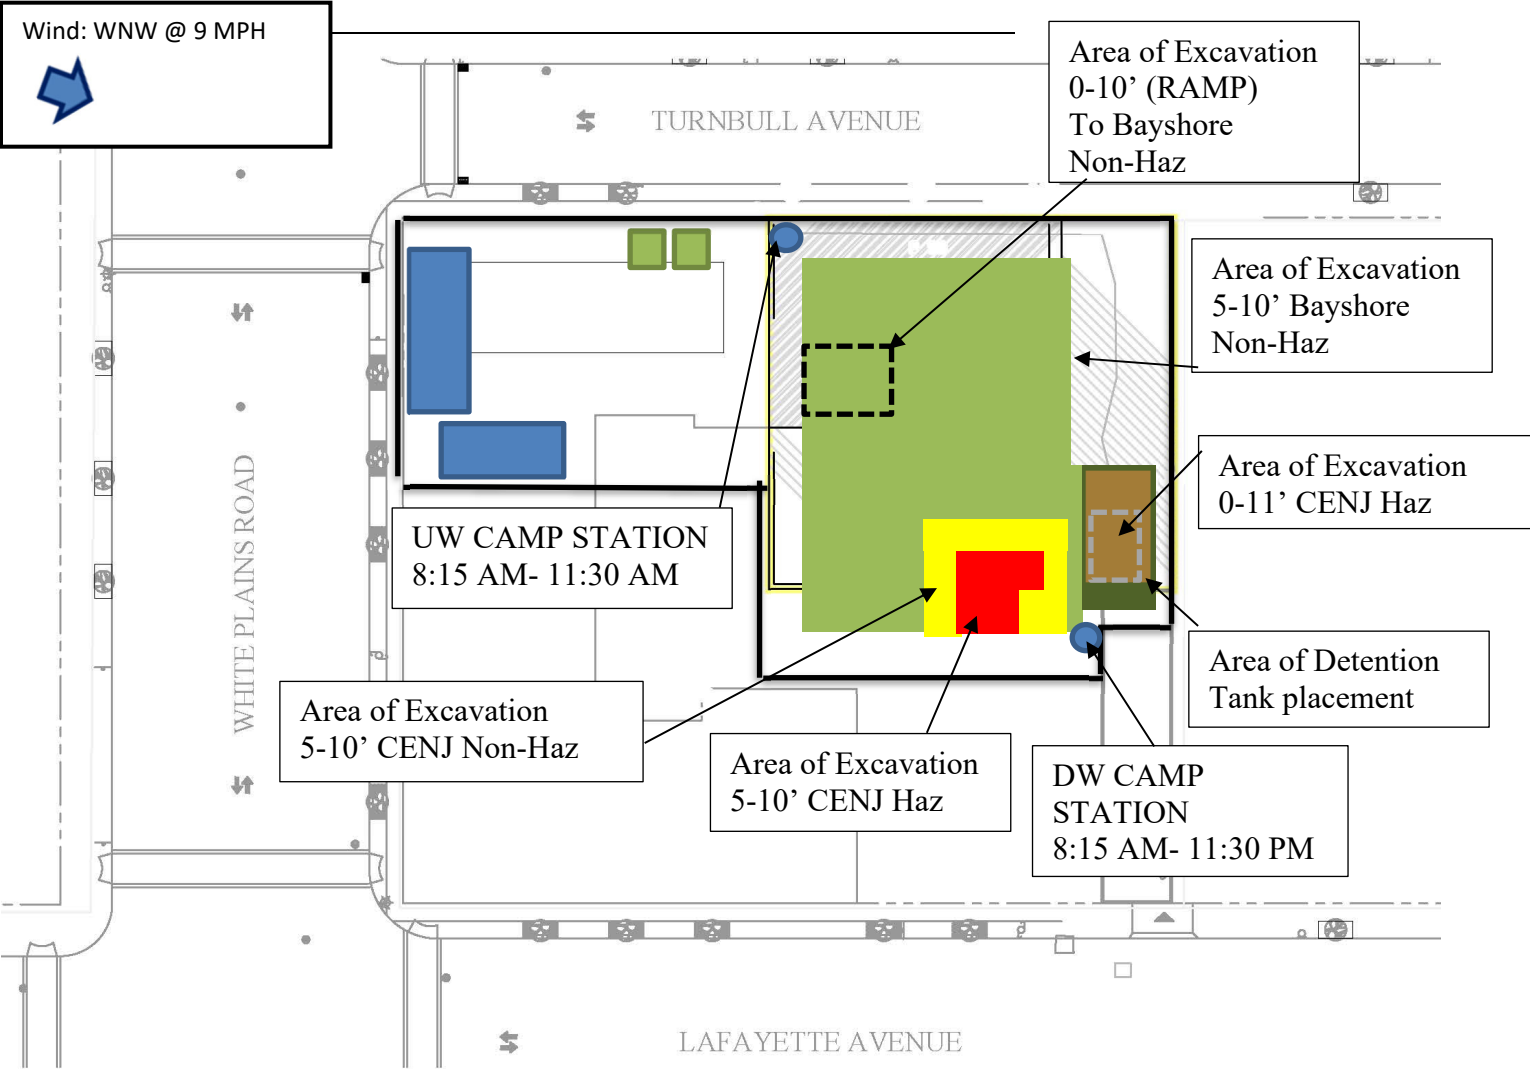 Wind: WNW @ 9 MPH
TURNBULL AVENUE
Area of Excavation
0-10’ (RAMP)
To Bayshore
Non-Haz
Area of Excavation
5-10’ Bayshore
Non-Haz
Area of Excavation
0-11’ CENJ Haz
UW CAMP STATION
8:15 AM- 11:30 AM
WHITE PLAINS ROAD
Area of Detention
Tank placement
Area of Excavation
5-10’ CENJ Non-Haz
Area of Excavation
5-10’ CENJ Haz
DW CAMP
STATION
8:15 AM- 11:30 PM
LAFAYETTE AVENUE